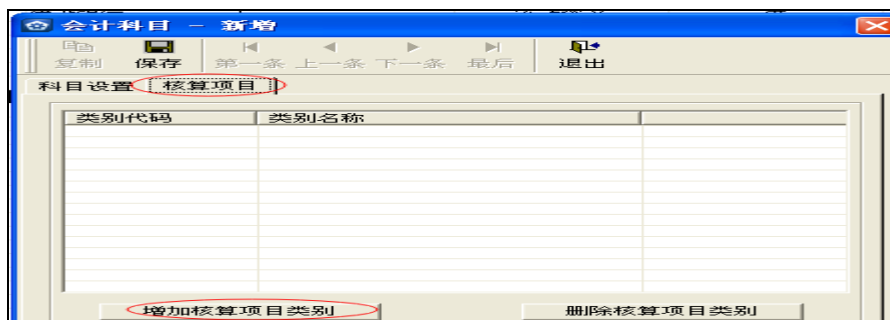 会计科目 - 新增
复制 保存 第一条 上一条 下一条 最后 退出
科目设置 核算项目
类别代码 类别名称
增加核算项目类别 删除核算项目类别